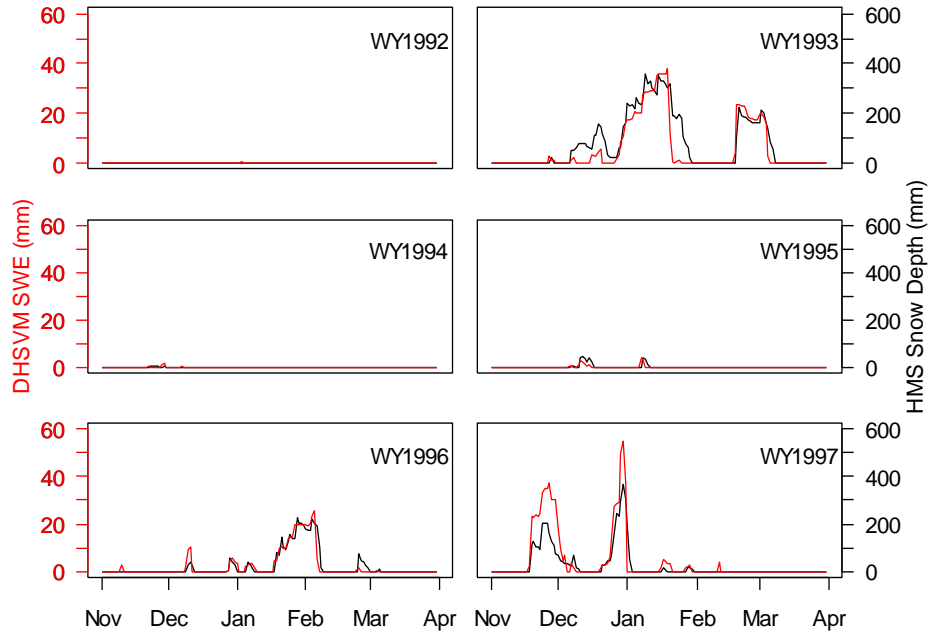 60
40
20
0
WY1992
WY1993
600
400
200
0
60
40
20
0
WY1994
WY1995
600
400
200
0
60
40
20
0
WY1996
WY1997
600
400
200
0
DHSVM SWE (mm)
HMS Snow Depth (mm)
Nov Dec Jan Feb Mar Apr
Nov Dec Jan Feb Mar Apr